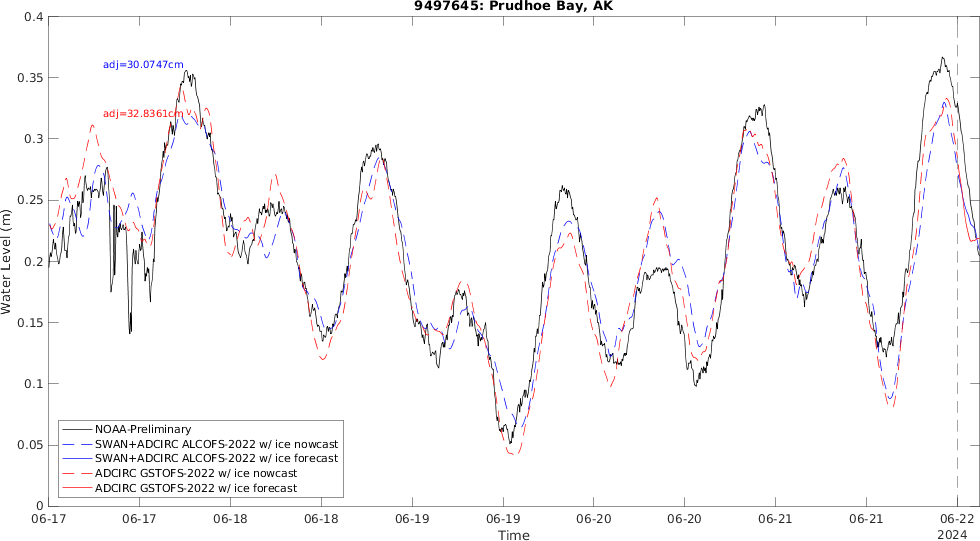 9497645: Prudhoe Bay, AK
0.4
0.35
0.3
0.25
0.2
0.15
0.1
0.05
0
Water Level (m)
adj=30.0747cm
adj=32.8361cm
NOAA-Preliminary
SWAN+ADCIRC ALCOFS-2022 w/ ice nowcast
SWAN+ADCIRC ALCOFS-2022 w/ ice forecast
ADCIRC GSTOFS-2022 w/ ice nowcast
ADCIRC GSTOFS-2022 w/ ice forecast
06-17 06-17 06-18 06-18 06-19 06-19 06-20 06-20 06-21 06-21 06-22
2024
Time